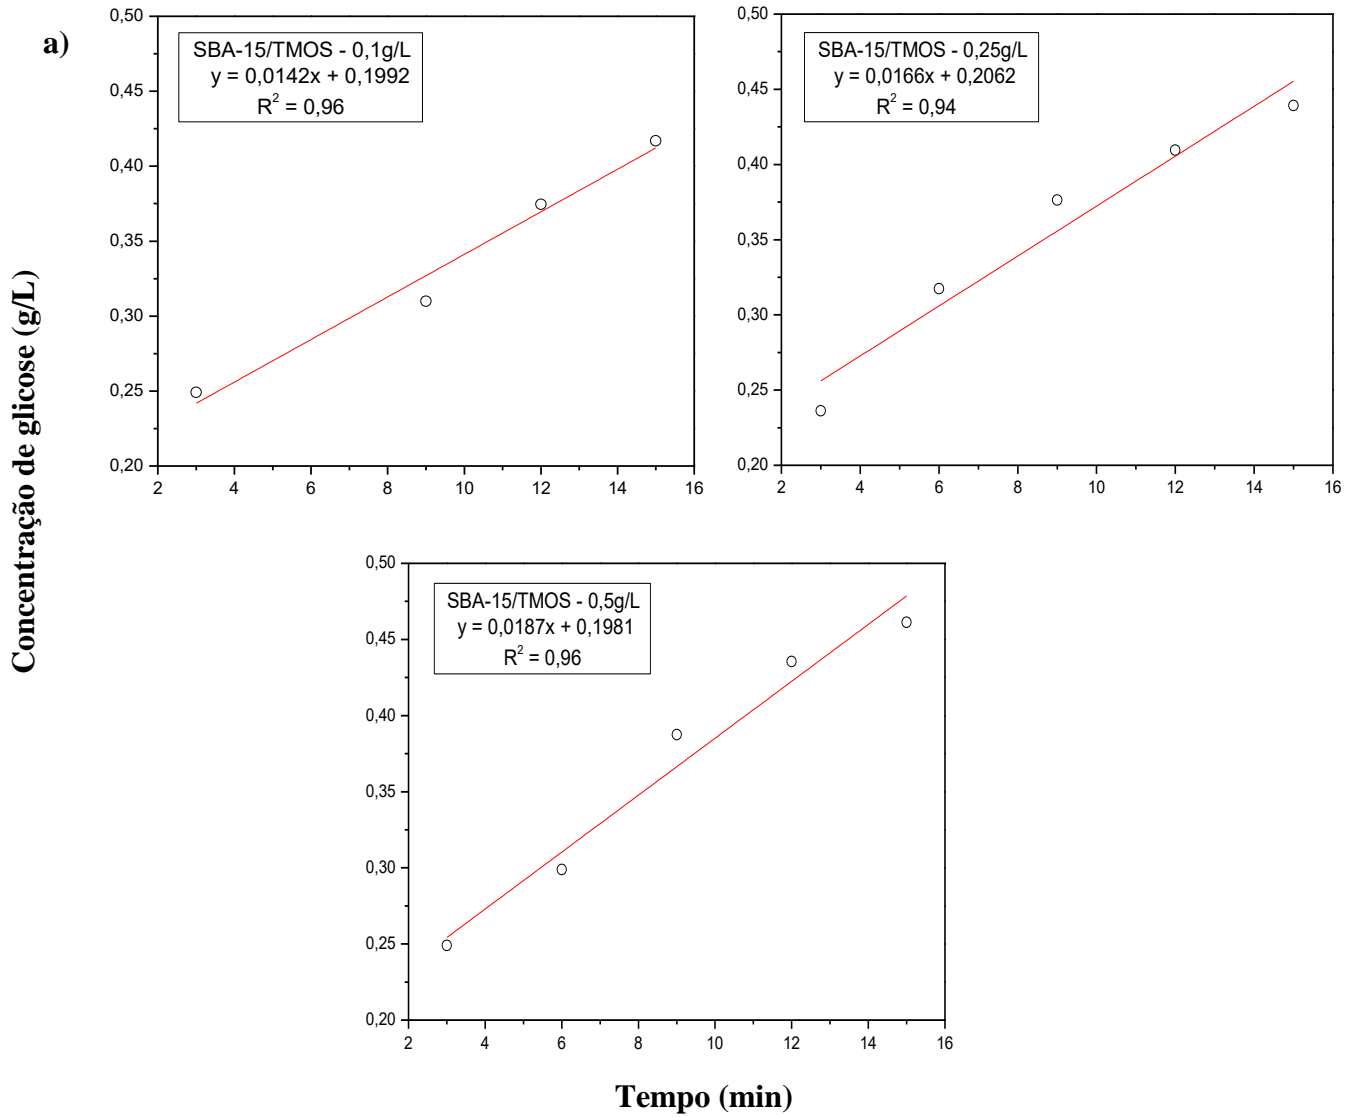 a)
Concentração de glicose (g/L)
SBA-15/TMOS - 0,1g/L
y = 0,0142x + 0,1992
R² = 0,96
0,50
0,45
0,40
0,35
0,30
0,25
0,20
2 4 6 8 10 12 14 16
SBA-15/TMOS - 0,25g/L
y = 0,0166x + 0,2062
R² = 0,94
0,50
0,45
0,40
0,35
0,30
0,25
0,20
2 4 6 8 10 12 14 16
SBA-15/TMOS - 0,5g/L
y = 0,0187x + 0,1981
R² = 0,96
0,50
0,45
0,40
0,35
0,30
0,25
0,20
2 4 6 8 10 12 14 16
Tempo (min)